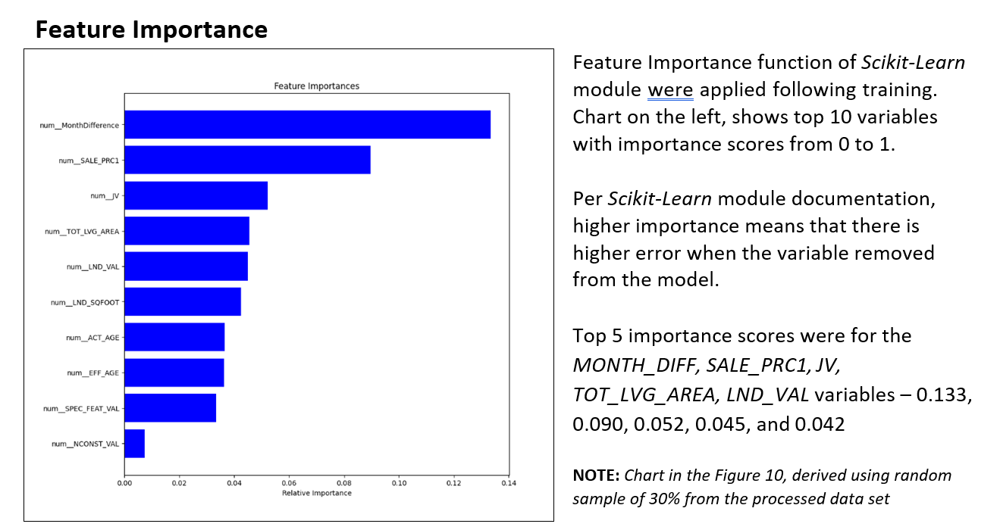 Feature Importance
Feature Importances
num__MonthDifference
num__SALE_PRC1
num__JV
num__TOT_LVG_AREA
num__LND_VAL
num__LND_SQFOOT
num__ACT_AGE
num__EFF_AGE
num__SPEC_FEAT_VAL
num__NCONST_VAL
0.00 0.02 0.04 0.06 0.08 0.10 0.12 0.14
Relative Importance
Feature Importance function of Scikit-Learn
module were applied following training.
Chart on the left, shows top 10 variables
with importance scores from 0 to 1.
Per Scikit-Learn module documentation,
higher importance means that there is
higher error when the variable removed
from the model.
Top 5 importance scores were for the
MONTH_DIFF, SALE_PRC1, JV,
TOT_LVG_AREA, LND_VAL variables – 0.133,
0.090, 0.052, 0.045, and 0.042
NOTE: Chart in the Figure 10, derived using random
sample of 30% from the processed data set